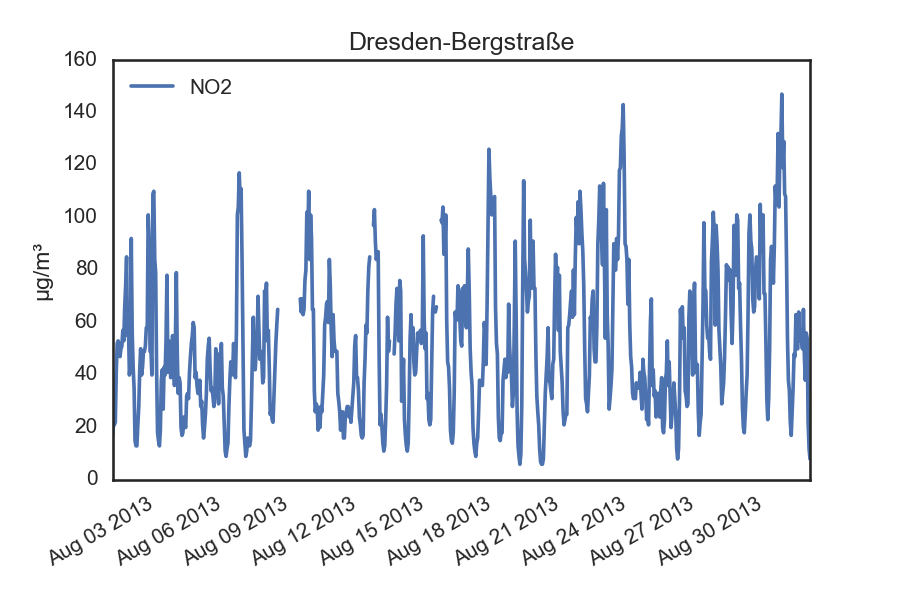 Dresden-Bergstraße
NO2
µg/m³
160
140
120
100
80
60
40
20
0
Aug 03 2013
Aug 06 2013
Aug 09 2013
Aug 12 2013
Aug 15 2013
Aug 18 2013
Aug 21 2013
Aug 24 2013
Aug 27 2013
Aug 30 2013